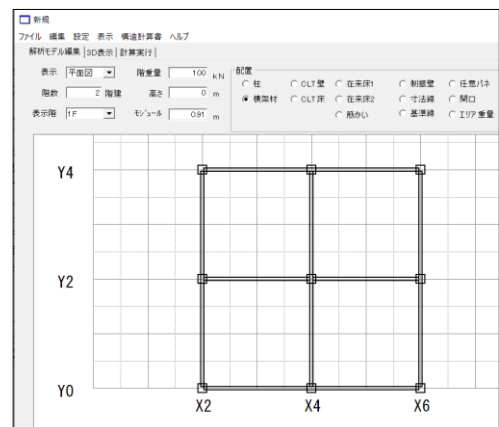 新規
ファイル 編集 設定 表示 構造計算書 ヘルプ
解析モデル編集 3D表示 計算実行
表示 平面図 階重量 100 kN
階数 2 階建 高さ 0 m
表示階 1F モジュール 0.91 m
配置
柱 CLT壁 在来床1 制振壁 任意バネ
横架材 CLT床 在来床2 寸法線 開口
筋かい 基準線 エリア重量
Y4
Y2
Y0
X2 X4 X6